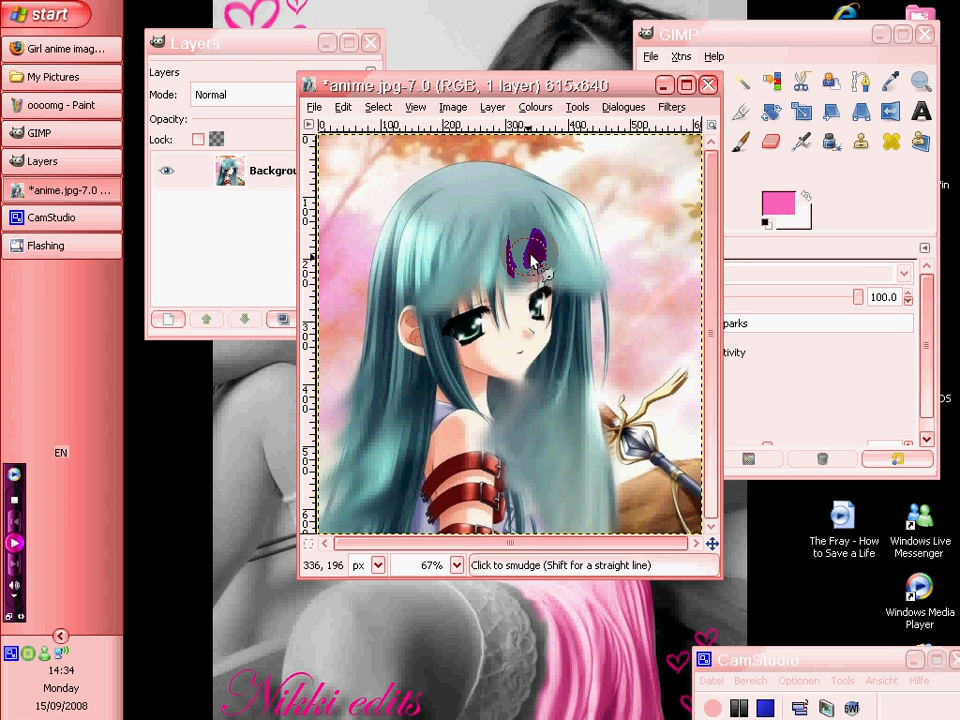 start
Girl anime imag...
My Pictures
oooomg - Paint
GIMP
Layers
*anime.jpg-7.0 ...
CamStudio
Flashing
EN
14:34
Monday
15/09/2008
Layers
Layers
Mode: Normal
Opacity:
Lock:
Backgrou
GIMP
File Xtns Help
100.0
parks
tivity
*anime.jpg-7.0 (RGB, 1 layer) 615x640
File Edit Select View Image Layer Colours Tools Dialogues Filters
0 100 200 300 400 500
336, 196 px 67% Click to smudge (Shift for a straight line)
The Fray - How
to Save a Life
Windows Live
Messenger
Windows Media
Player
Nikki edits
CamStudio
Datei Bereich Optionen Tools Ansicht Hilfe
SWF